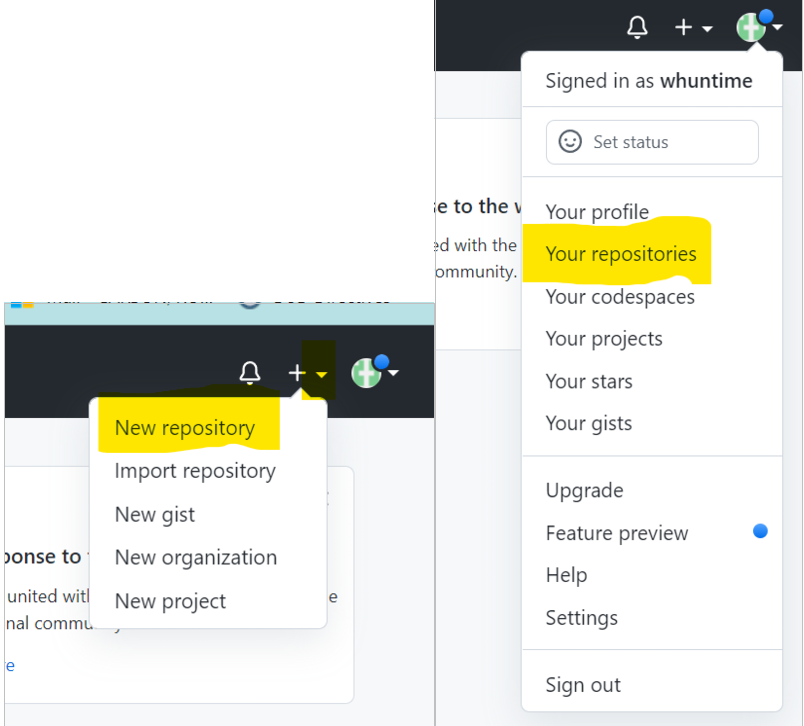 Signed in as whuntime
Set status
Your profile
Your repositories
Your codespaces
Your projects
Your stars
Your gists
Upgrade
Feature preview
Help
Settings
Sign out
e to the
ed with the
ommunity.
New repository
Import repository
New gist
New organization
New project
ponse to
united with
nal commu
e
re